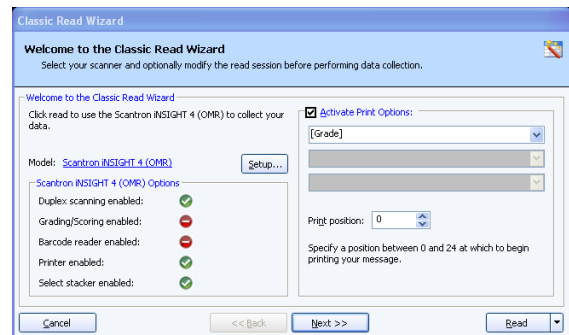 Classic Read Wizard
Welcome to the Classic Read Wizard
Select your scanner and optionally modify the read session before performing data collection.
Welcome to the Classic Read Wizard
Click read to use the Scantron iNSIGHT 4 (OMR) to collect your
data.
Model: Scantron iNSIGHT 4 (OMR)
Setup...
Scantron iNSIGHT 4 (OMR) Options
Duplex scanning enabled:
Grading/Scoring enabled:
Barcode reader enabled:
Printer enabled:
Select stacker enabled:
Activate Print Options:
[Grade]
Print position: 0
Specify a position between 0 and 24 at which to begin
printing your message.
Cancel
<< Back
Next >>
Read